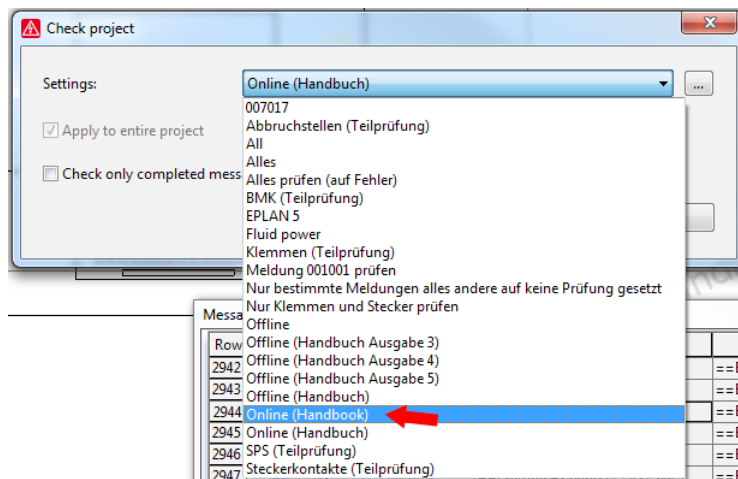 Check project
Settings:
Online (Handbuch)
...
007017
Abbruchstellen (Teilprüfung)
Apply to entire project
All
Alles
Check only completed mess
Alles prüfen (auf Fehler)
BMK (Teilprüfung)
EPLAN 5
Fluid power
Klemmen (Teilprüfung)
Meldung 001001 prüfen
Nur bestimmte Meldungen alles andere auf keine Prüfung gesetzt
Nur Klemmen und Stecker prüfen
Messa
Offline
Row
Offline (Handbuch Ausgabe 3)
2942
Offline (Handbuch Ausgabe 4)
==E
2943
Offline (Handbuch Ausgabe 5)
==E
Offline (Handbuch)
2944
Online (Handbook)
==E
2945
Online (Handbuch)
==E
2946
SPS (Teilprüfung)
==E
2947
Steckerkontakte (Teilprüfung)